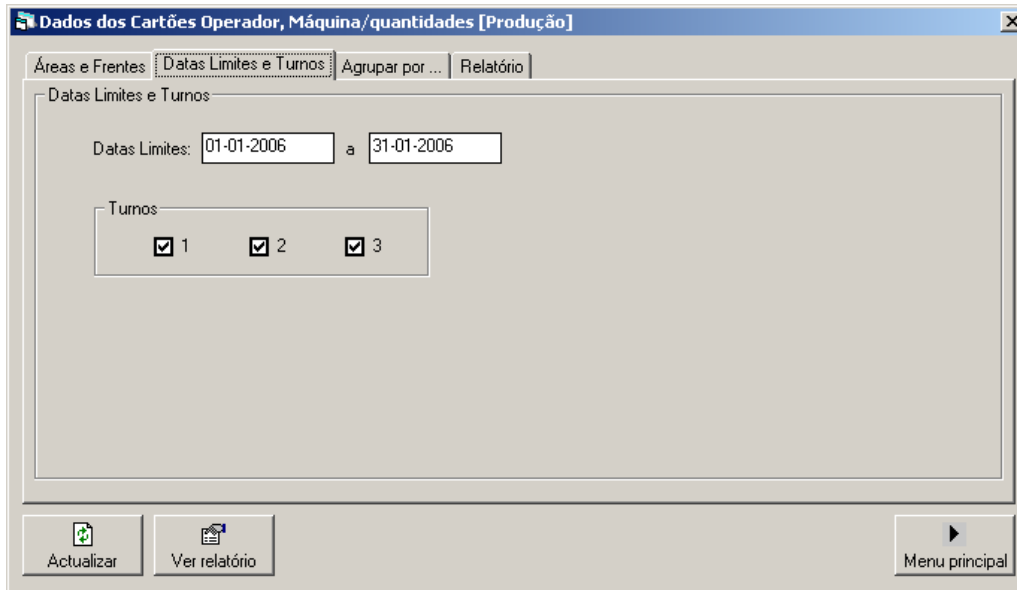 Dados dos Cartões Operador, Máquina/quantidades [Produção]
Áreas e Frentes Datas Limites e Turnos Agrupar por ... Relatório
Datas Limites e Turnos
Datas Limites: 01-01-2006 a 31-01-2006
Turnos
1 2 3
Actualizar Ver relatório Menu principal